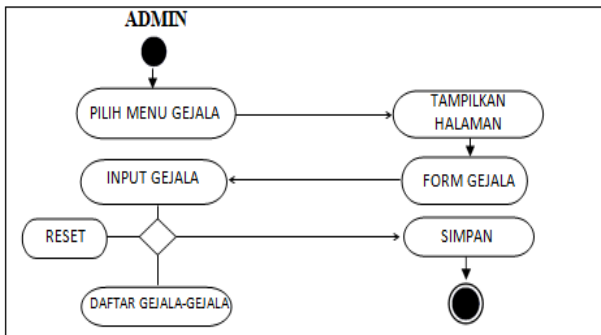 ADMIN
PILIH MENU GEJALA
TAMPILKAN
HALAMAN
INPUT GEJALA
FORM GEJALA
RESET
SIMPAN
DAFTAR GEJALA-GEJALA